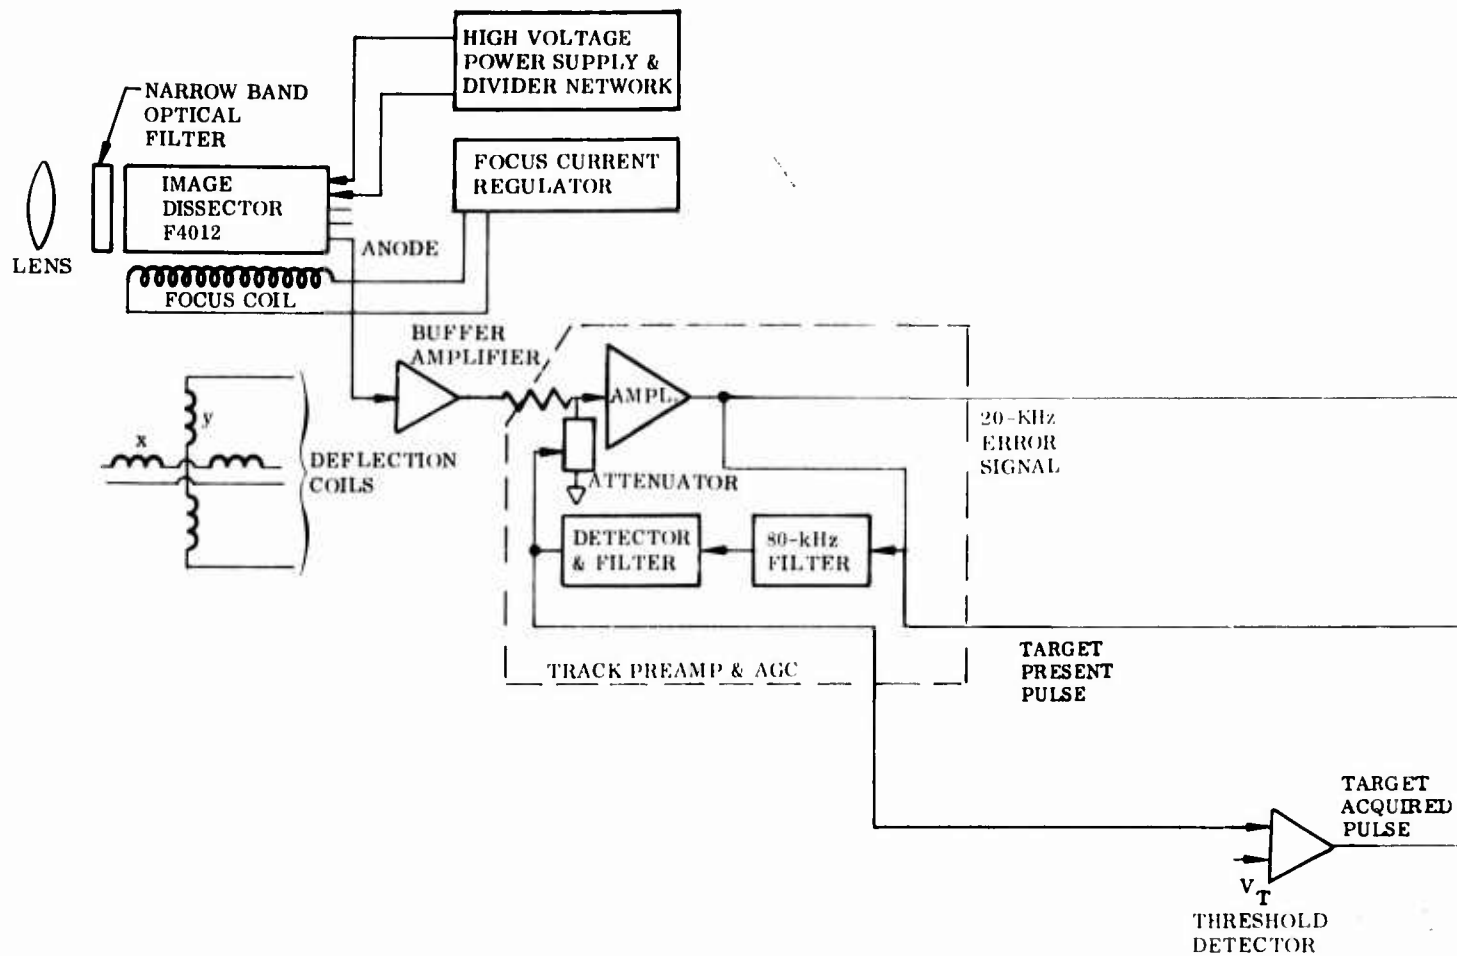 HIGH VOLTAGE
POWER SUPPLY &
DIVIDER NETWORK
NARROW BAND
OPTICAL
FILTER
FOCUS CURRENT
REGULATOR
IMAGE
DISSECTOR
F4012
LENS
ANODE
FOCUS COIL
BUFFER
AMPLIFIER
AMPL.
20-KHz
ERROR
SIGNAL
x
y
DEFLECTION
COILS
ATTENUATOR
DETECTOR
& FILTER
80-kHz
FILTER
TRACK PREAMP & AGC
TARGET
PRESENT
PULSE
TARGET
ACQUIRED
PULSE
VT
THRESHOLD
DETECTOR